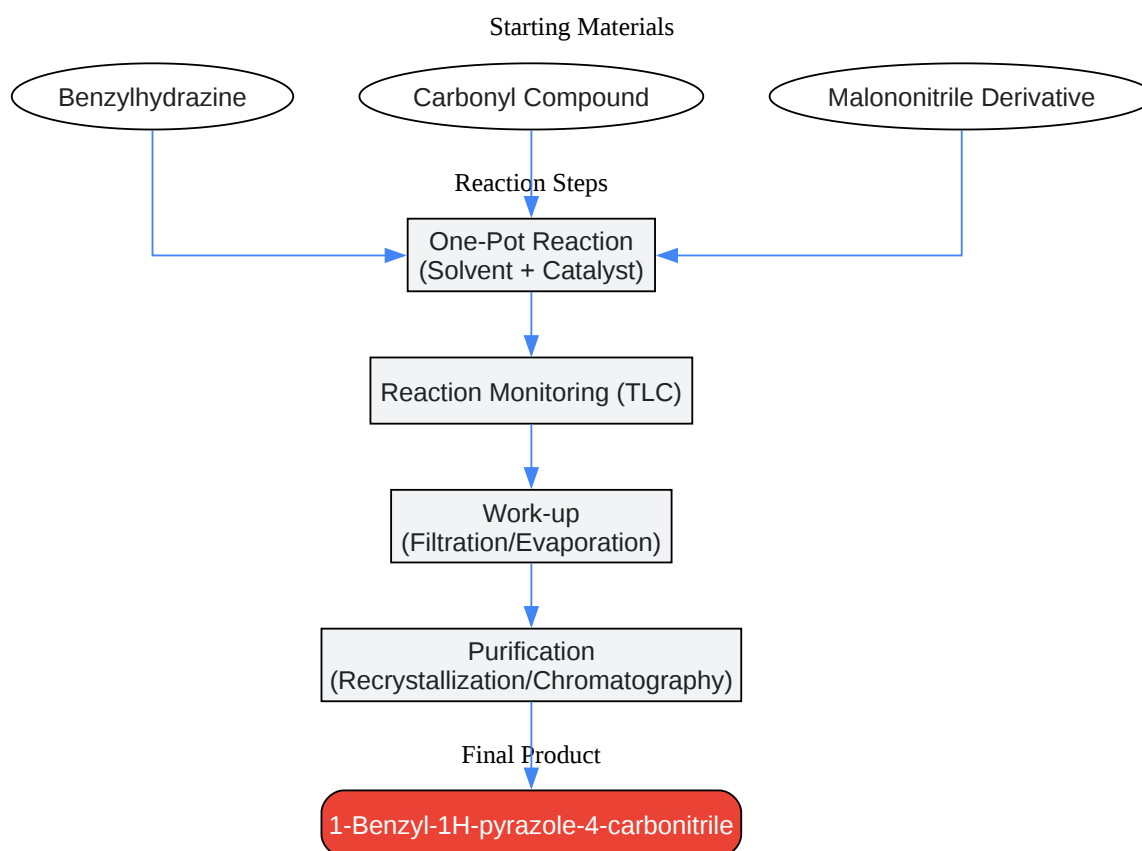 Starting Materials
Benzylhydrazine
Carbonyl Compound
Malononitrile Derivative
Reaction Steps
One-Pot Reaction
(Solvent + Catalyst)
Reaction Monitoring (TLC)
Work-up
(Filtration/Evaporation)
Purification
(Recrystallization/Chromatography)
Final Product
1-Benzyl-1H-pyrazole-4-carbonitrile